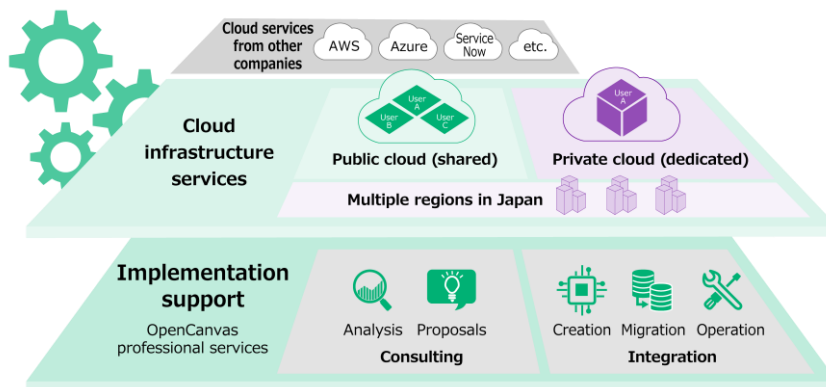 Cloud services
from other
companies
AWS
Azure
Service
Now
etc.
Cloud
infrastructure
services
User
A
User
B
User
C
Public cloud (shared)
User
A
Private cloud (dedicated)
Multiple regions in Japan
Implementation
support
OpenCanvas
professional services
Analysis
Proposals
Consulting
Creation
Migration
Operation
Integration